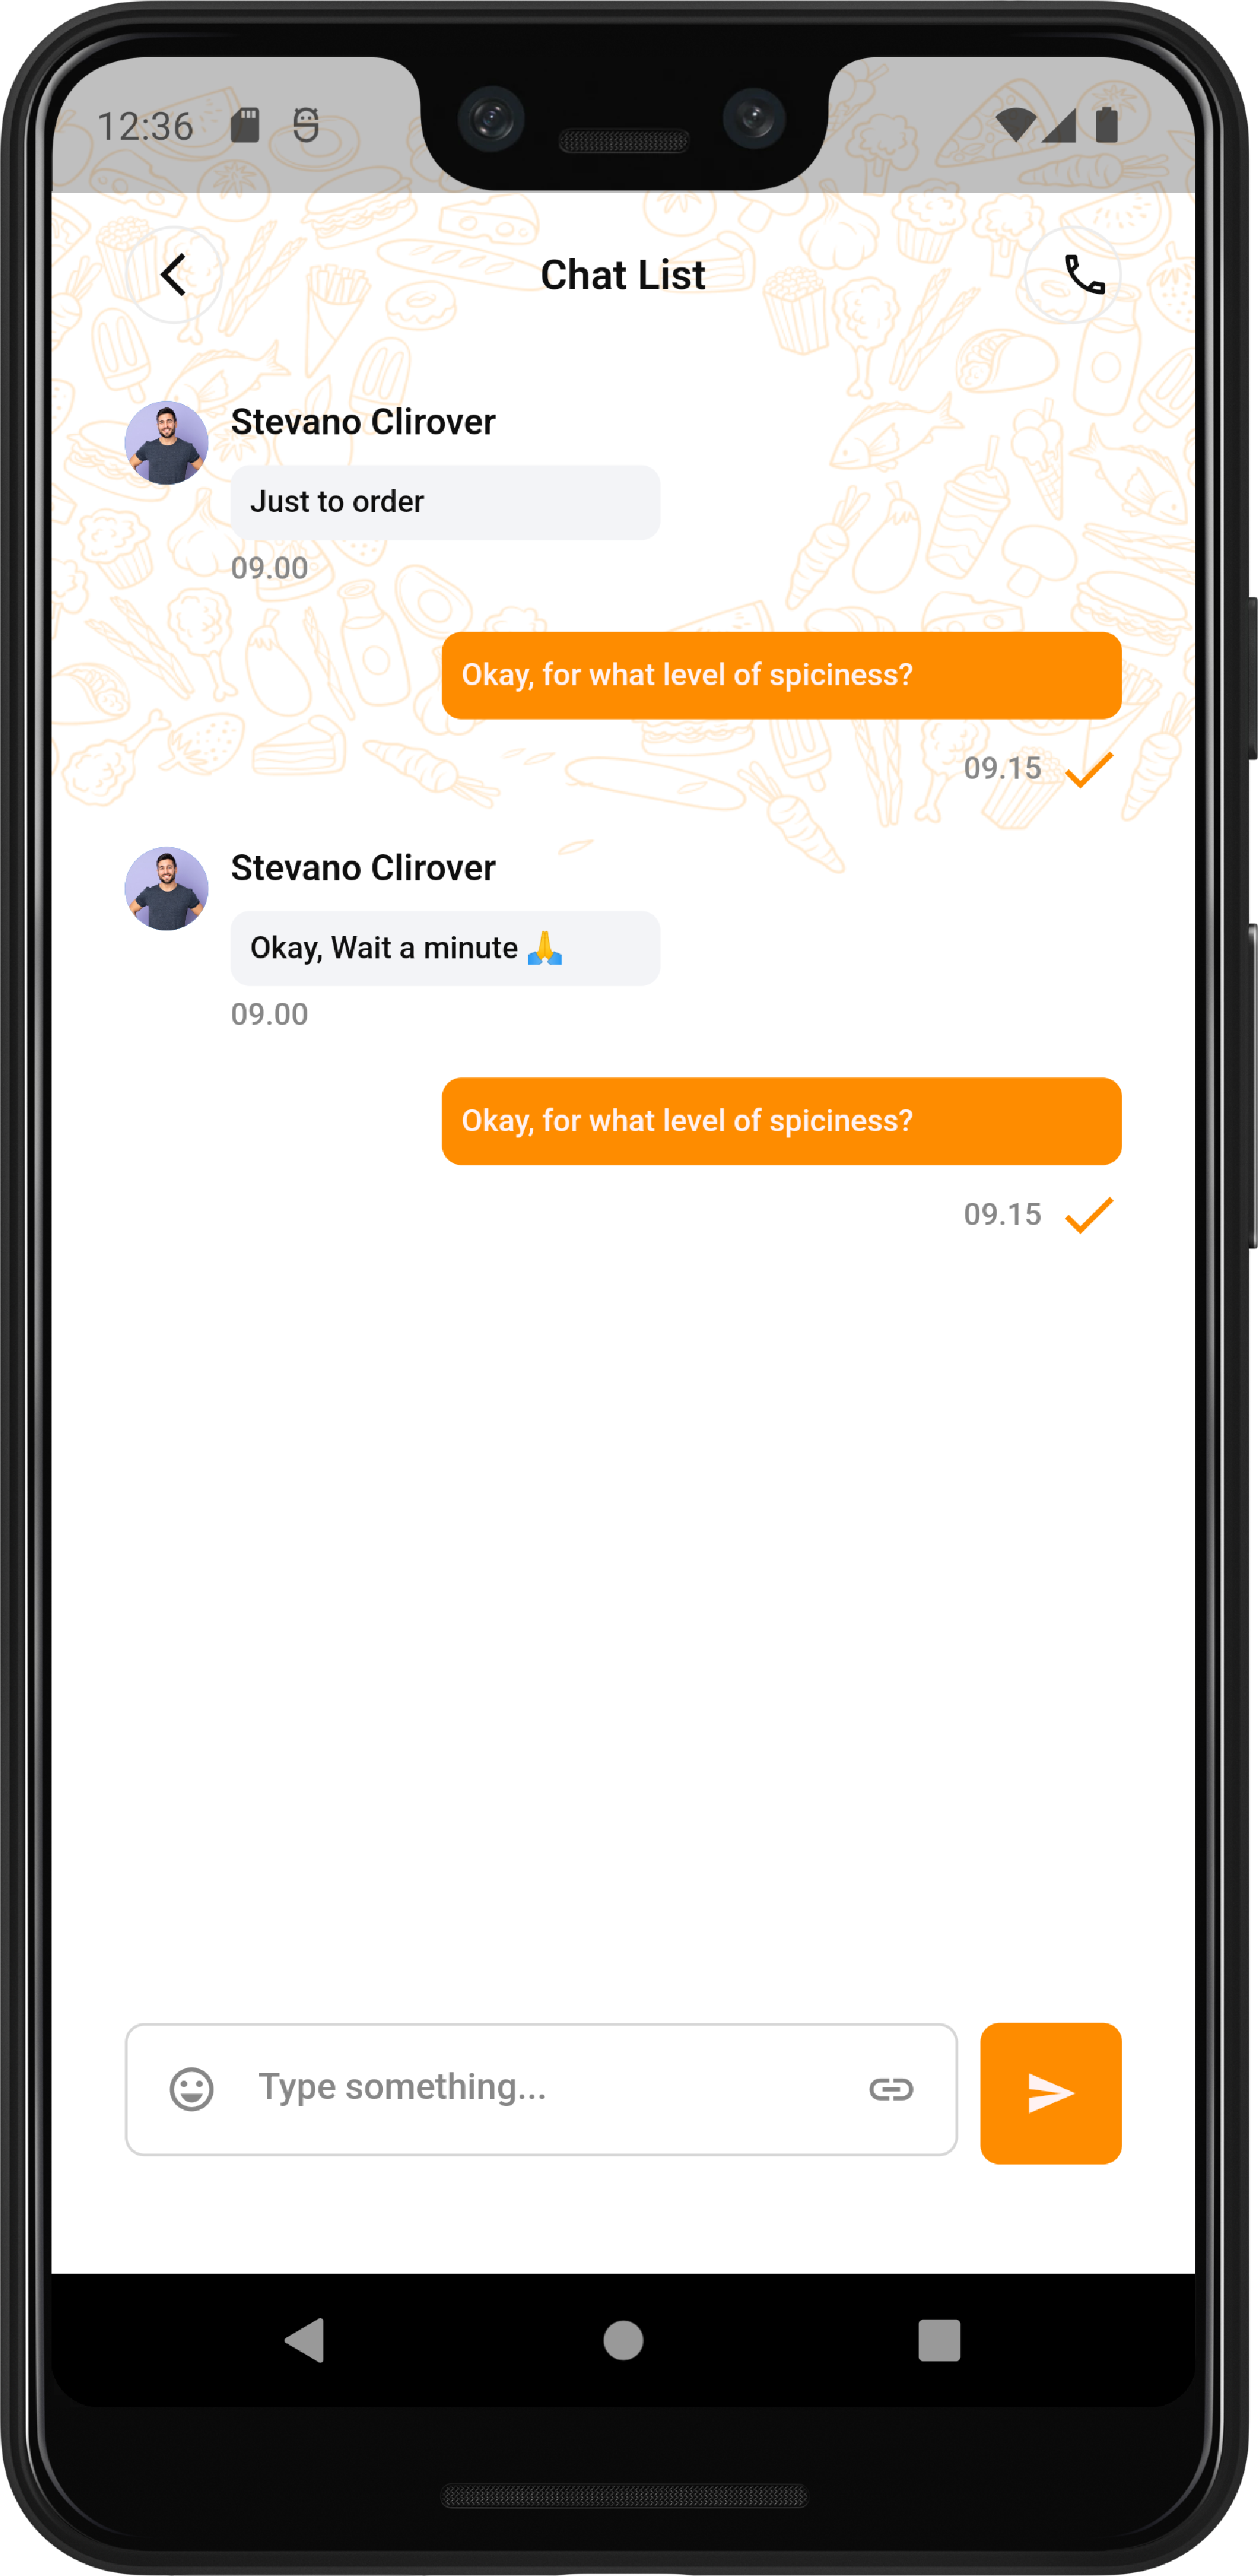 12:36
Chat List
Stevano Clirover
Just to order
09.00
Okay, for what level of spiciness?
09.15
Stevano Clirover
Okay, Wait a minute 🙏
09.00
Okay, for what level of spiciness?
09.15
Type something...